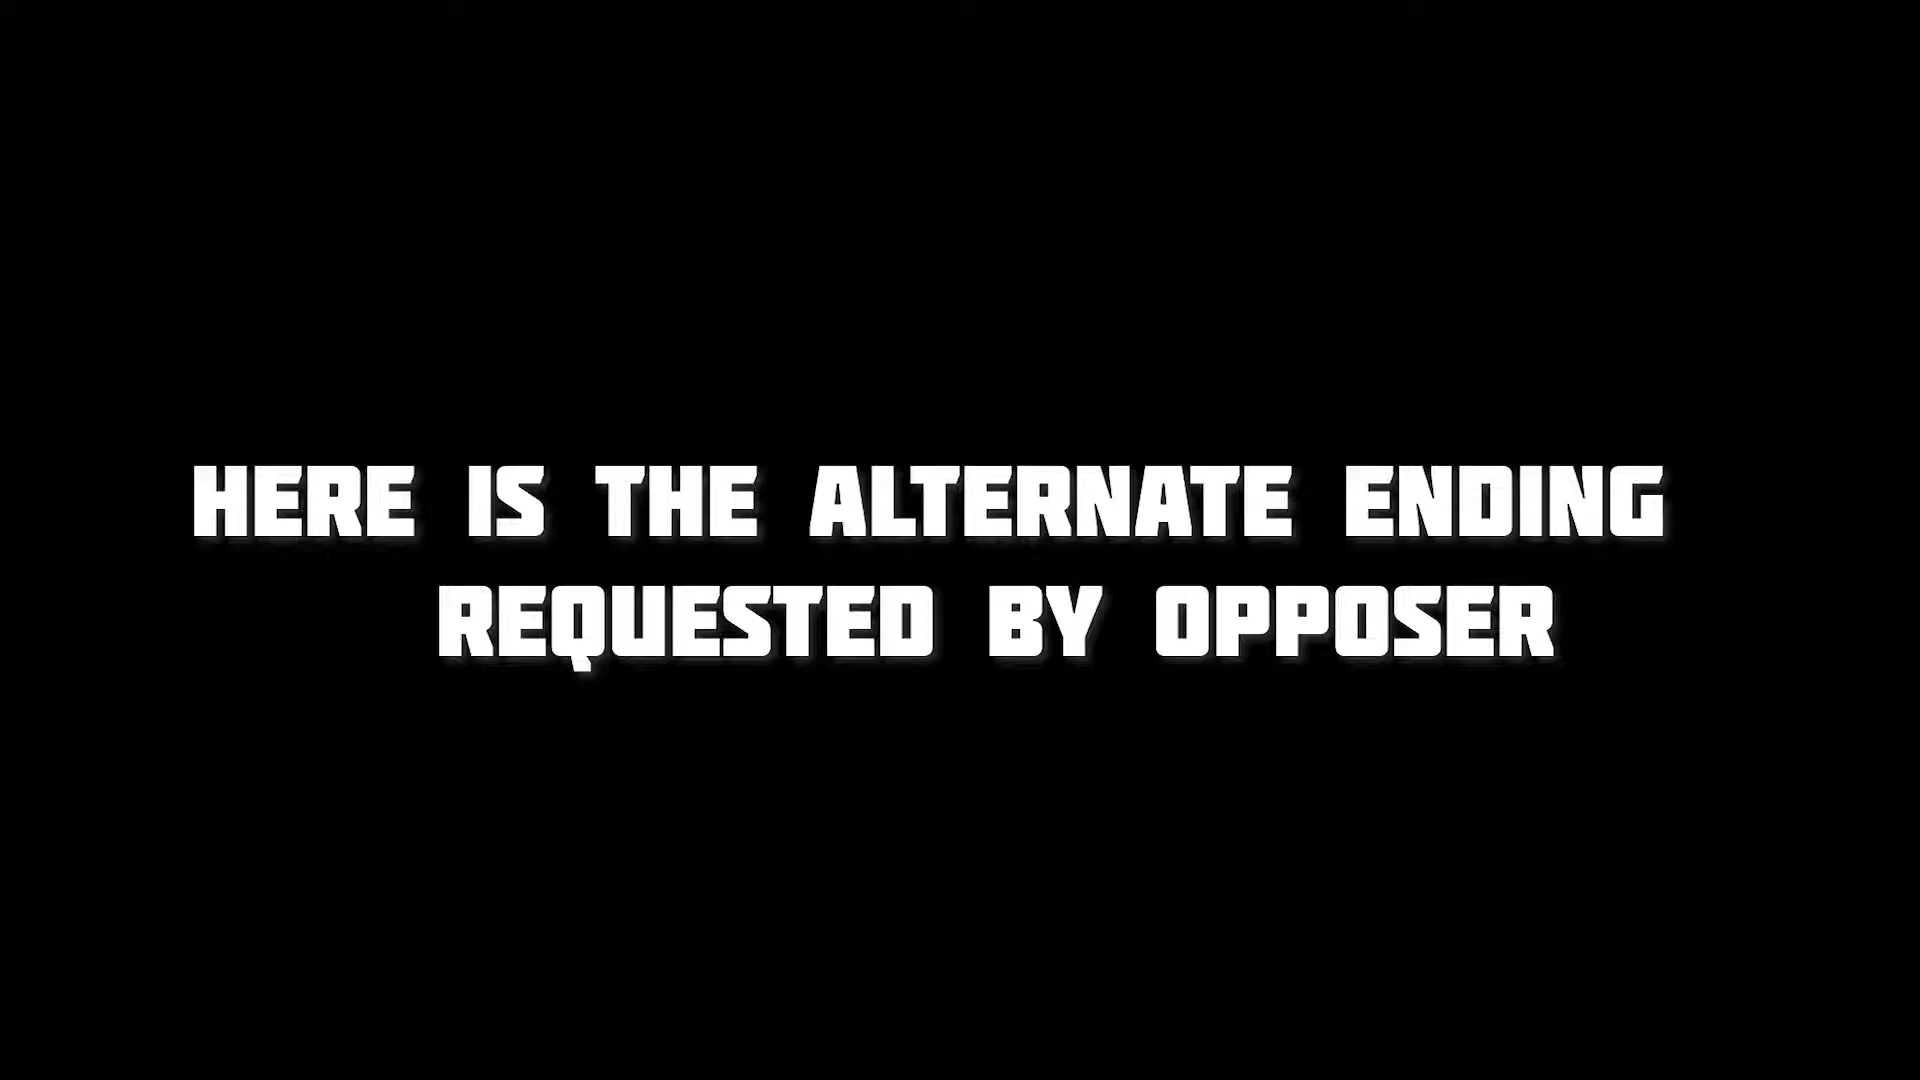 HERE IS THE ALTERNATE ENDING
REQUESTED BY OPPOSER